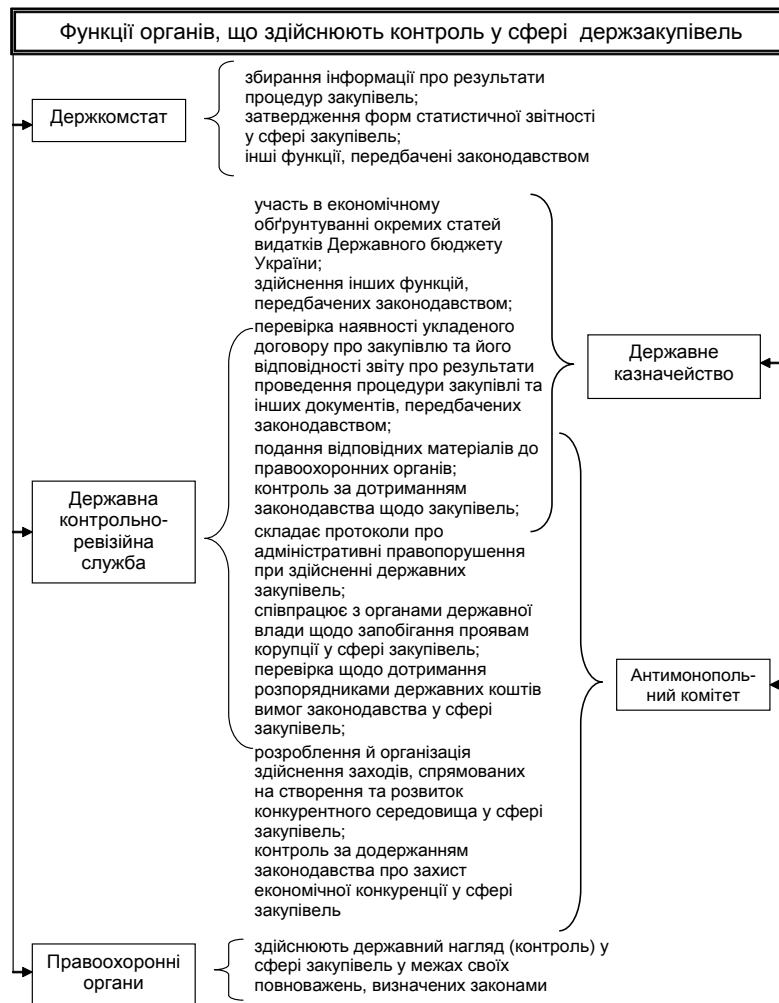 Функції органів, що здійснюють контроль у сфері держзакупівель
Держкомстат
збирання інформації про результати
процедур закупівель;
затвердження форм статистичної звітності
у сфері закупівель;
інші функції, передбачені законодавством
участь в економічному
обґрунтуванні окремих статей
видатків Державного бюджету
України;
здійснення інших функцій,
передбачених законодавством;
перевірка наявності укладеного
договору про закупівлю та його
відповідності звіту про результати
проведення процедури закупівлі та
інших документів, передбачених
законодавством;
подання відповідних матеріалів до
правоохоронних органів;
контроль за дотриманням
законодавства щодо закупівель;
складає протоколи про
адміністративні правопорушення
при здійсненні державних
закупівель;
співпрацює з органами державної
влади щодо запобігання проявам
корупції у сфері закупівель;
перевірка щодо дотримання
розпорядниками державних коштів
вимог законодавства у сфері
закупівель;
розроблення й організація
здійснення заходів, спрямованих
на створення та розвиток
конкурентного середовища у сфері
закупівель;
контроль за додержанням
законодавства про захист
економічної конкуренції у сфері
закупівель
Державне
казначейство
Державна
контрольно-
ревізійна
служба
Антимонополь-
ний комітет
Правоохоронні
органи
здійснюють державний нагляд (контроль) у
сфері закупівель у межах своїх
повноважень, визначених законами